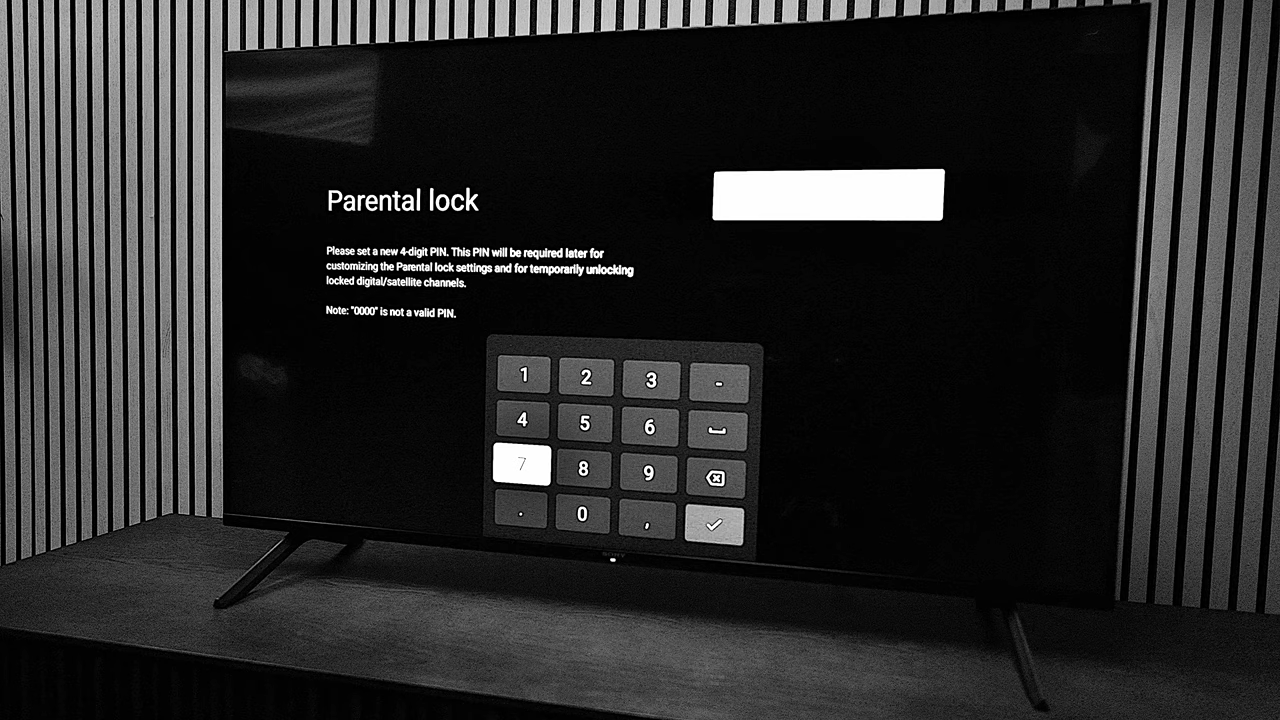 Parental lock
Please set a new 4-digit PIN. This PIN will be required later for
customizing the Parental lock settings and for temporarily unlocking
locked digital/satellite channels.
Note: "0000" is not a valid PIN.
1 2 3 -
4 5 6
7 8 9
. 0 ,
SONY